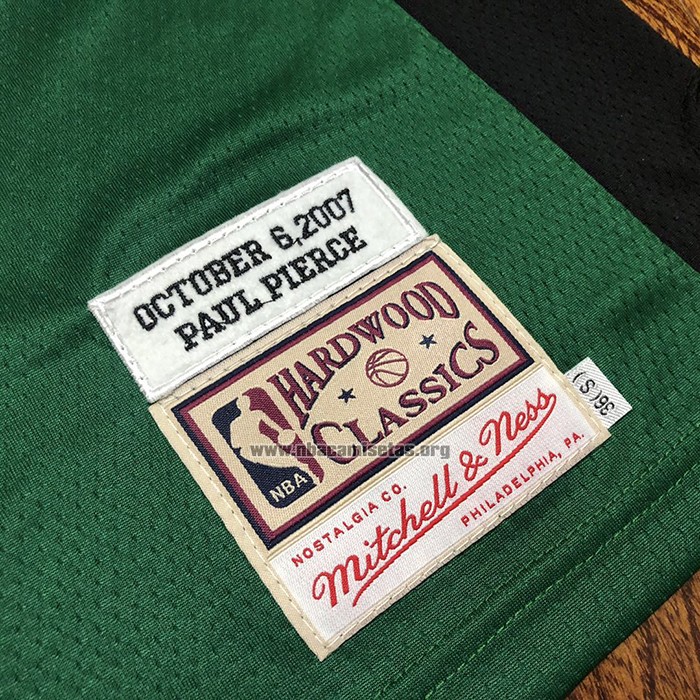 OCTOBER 6,2007
PAUL PIERCE
HARDWOOD
CLASSICS
NBA
www.nbacamisetas.org
36(S)
NOSTALGIA CO.
Mitchell & Ness
PHILADELPHIA, PA.